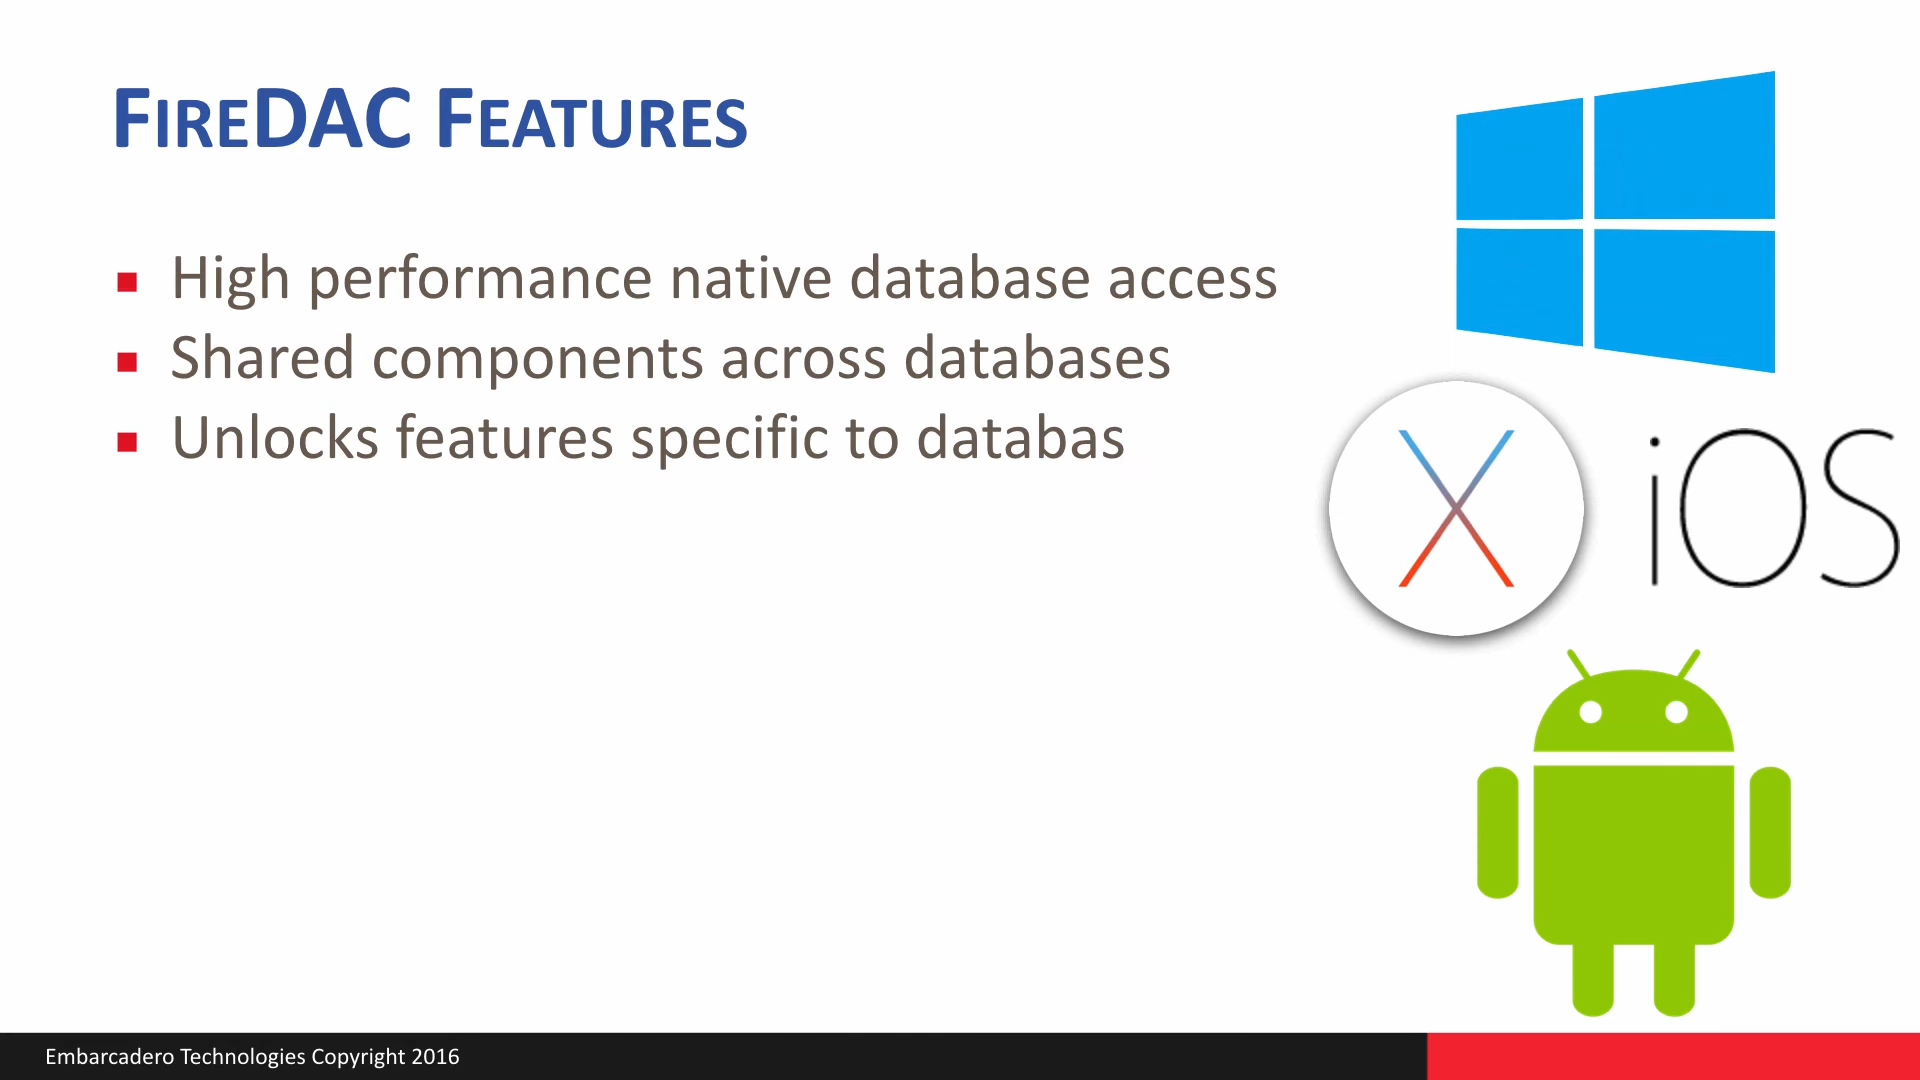 FIREDAC FEATURES
High performance native database access
Shared components across databases
Unlocks features specific to databas
X
iOS
Embarcadero Technologies Copyright 2016